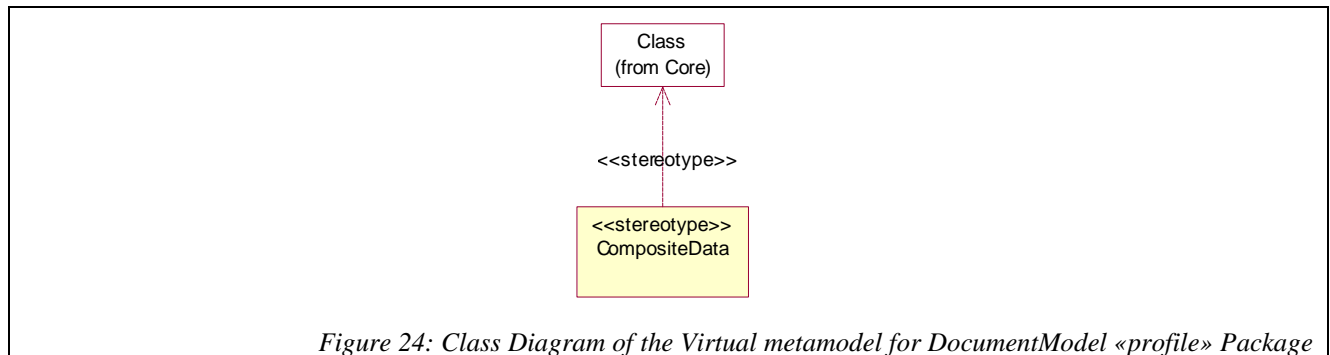 Class
(from Core)
<<stereotype>>
<<stereotype>>
CompositeData
Figure 24: Class Diagram of the Virtual metamodel for DocumentModel «profile» Package